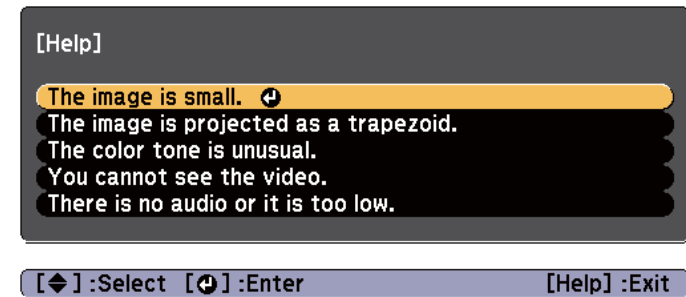 [Help]
The image is small.
The image is projected as a trapezoid.
The color tone is unusual.
You cannot see the video.
There is no audio or it is too low.
[◆] :Select [↵] :Enter [Help] :Exit